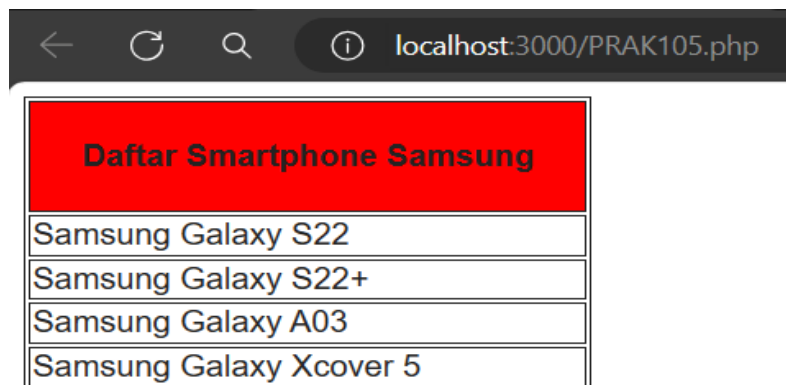 localhost:3000/PRAK105.php
Daftar Smartphone Samsung
Samsung Galaxy S22
Samsung Galaxy S22+
Samsung Galaxy A03
Samsung Galaxy Xcover 5